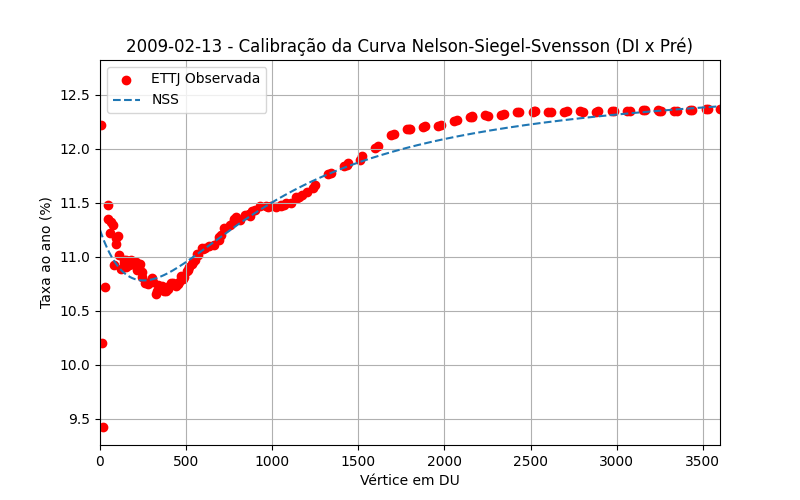 2009-02-13 - Calibração da Curva Nelson-Siegel-Svensson (DI x Pré)
ETTJ Observada
NSS
Taxa ao ano (%)
12.5
12.0
11.5
11.0
10.5
10.0
9.5
0 500 1000 1500 2000 2500 3000 3500
Vértice em DU